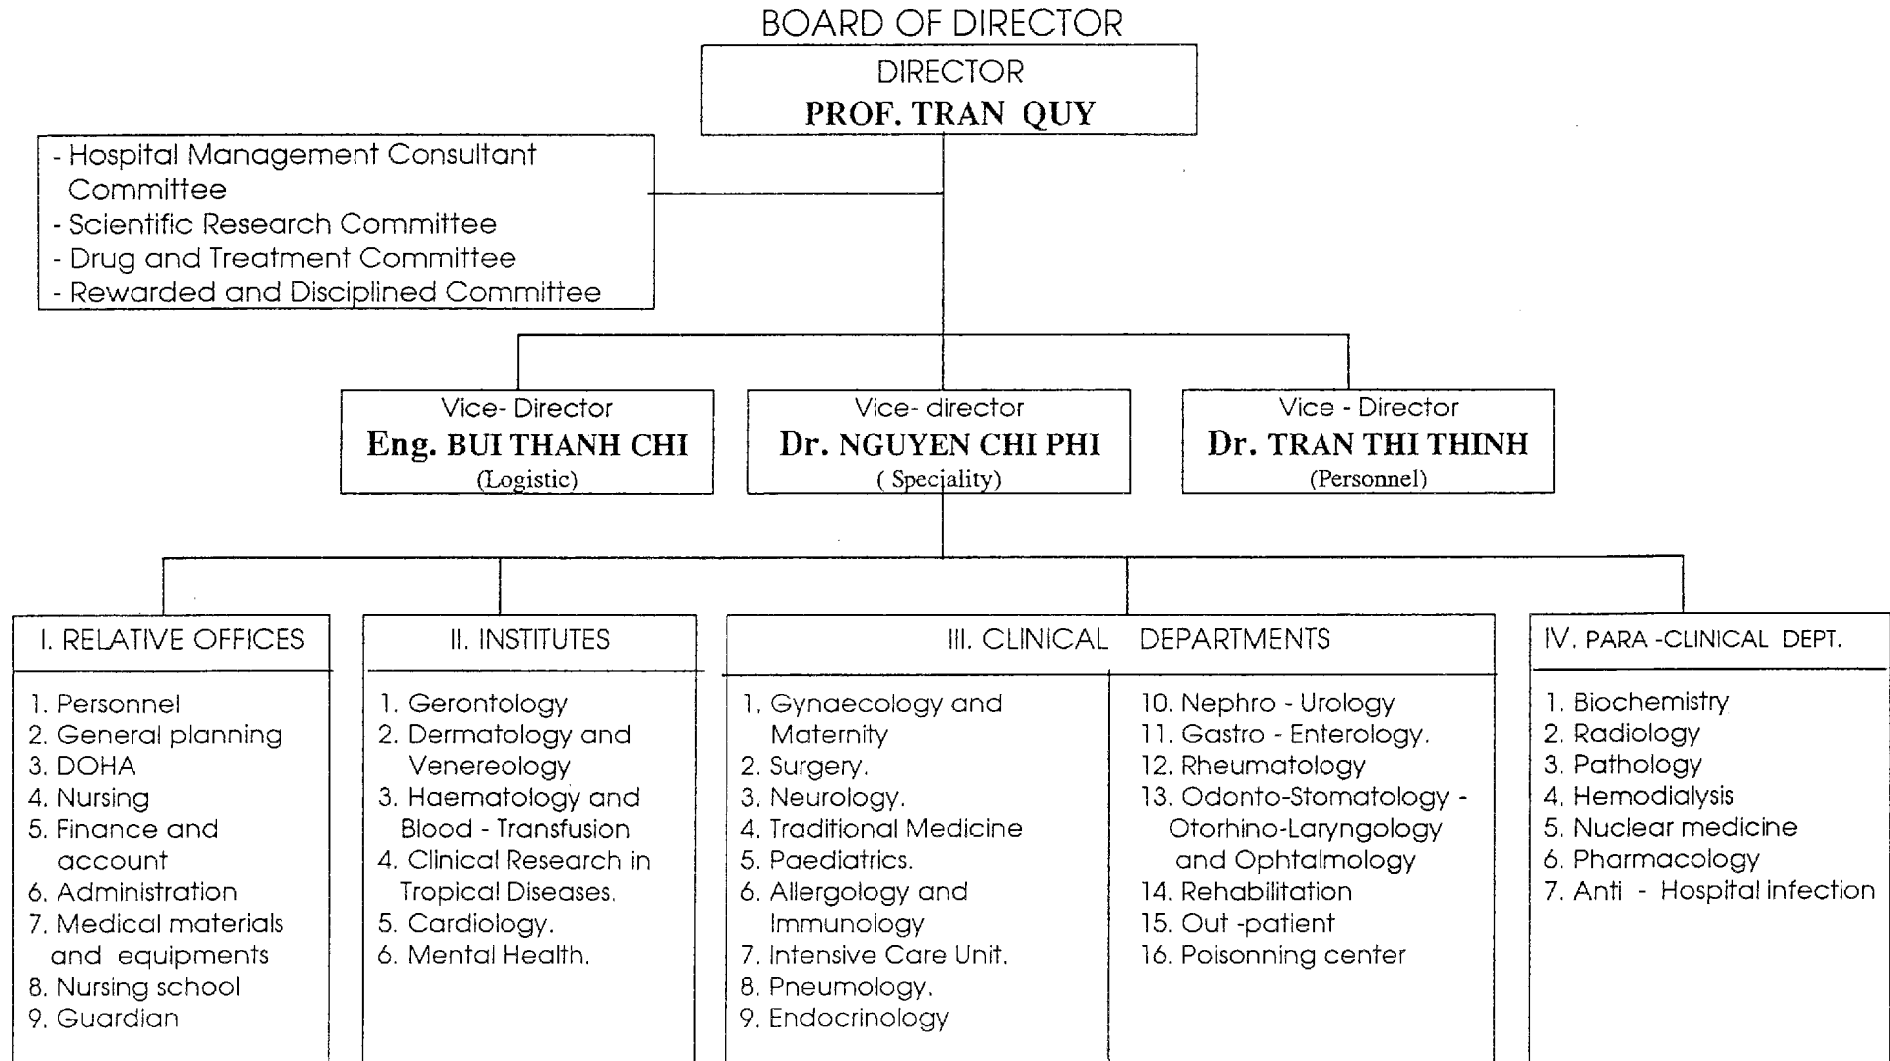 BOARD OF DIRECTOR
DIRECTOR
PROF. TRAN QUY
- Hospital Management Consultant
Committee
- Scientific Research Committee
- Drug and Treatment Committee
- Rewarded and Disciplined Committee
Vice- Director
Eng. BUI THANH CHI
(Logistic)
Vice- director
Dr. NGUYEN CHI PHI
( Speciality)
Vice - Director
Dr. TRAN THI THINH
(Personnel)
I. RELATIVE OFFICES
1. Personnel
2. General planning
3. DOHA
4. Nursing
5. Finance and
account
6. Administration
7. Medical materials
and equipments
8. Nursing school
9. Guardian
II. INSTITUTES
1. Gerontology
2. Dermatology and
Venereology
3. Haematology and
Blood - Transfusion
4. Clinical Research in
Tropical Diseases.
5. Cardiology.
6. Mental Health.
III. CLINICAL DEPARTMENTS
1. Gynaecology and
Maternity
2. Surgery.
3. Neurology.
4. Traditional Medicine
5. Paediatrics.
6. Allergology and
Immunology
7. Intensive Care Unit.
8. Pneumology.
9. Endocrinology
10. Nephro - Urology
11. Gastro - Enterology.
12. Rheumatology
13. Odonto-Stomatology -
Otorhino-Laryngology
and Ophtalmology
14. Rehabilitation
15. Out -patient
16. Poisonning center
IV. PARA -CLINICAL DEPT.
1. Biochemistry
2. Radiology
3. Pathology
4. Hemodialysis
5. Nuclear medicine
6. Pharmacology
7. Anti - Hospital infection